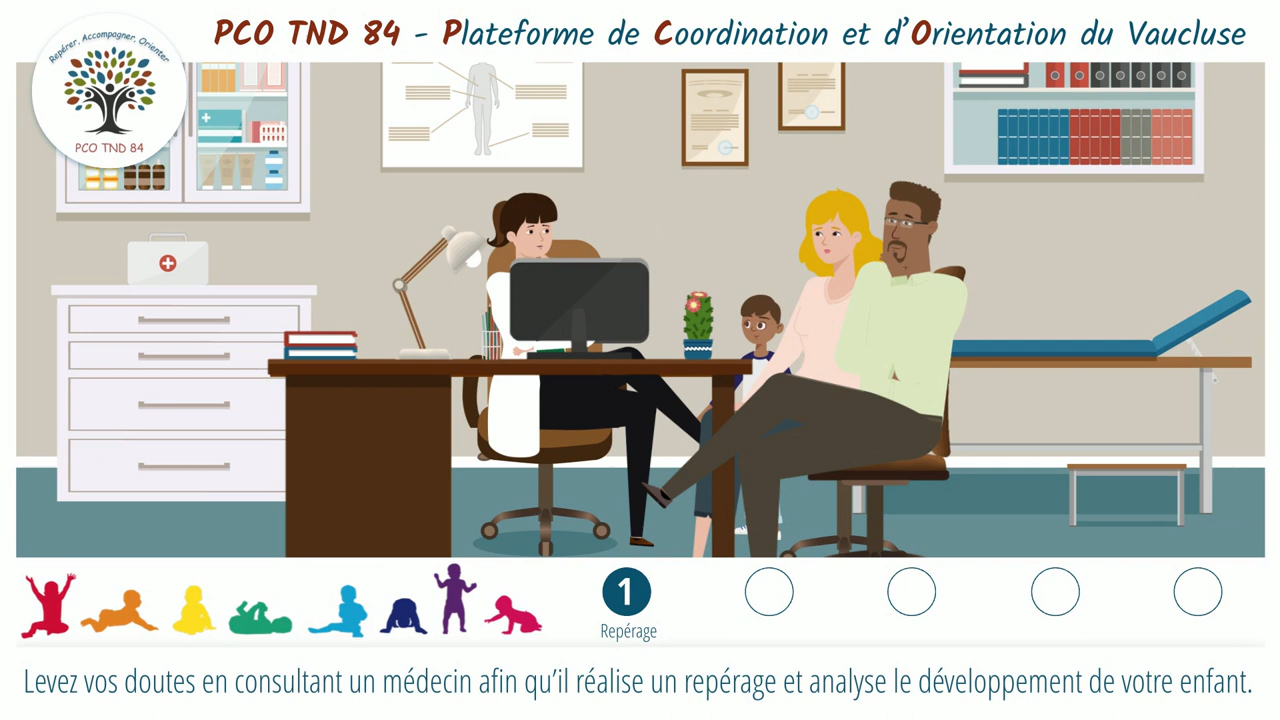 PCO TND 84 - Plateforme de Coordination et d'Orientation du Vaucluse
Repérer, Accompagner, Orienter
PCO TND 84
1
Repérage
Levez vos doutes en consultant un médecin afin qu'il réalise un repérage et analyse le développement de votre enfant.